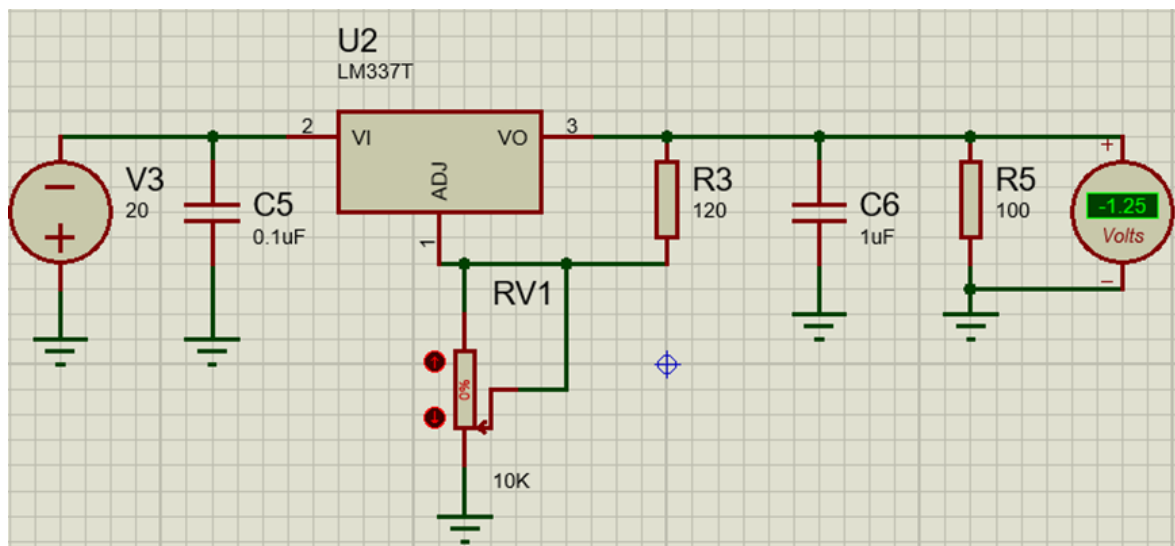 U2
LM337T
2
VI
VO
3
ADJ
1
V3
20
C5
0.1uF
R3
120
C6
1uF
R5
100
+
-1.25
Volts
−
−
+
RV1
0%
10K